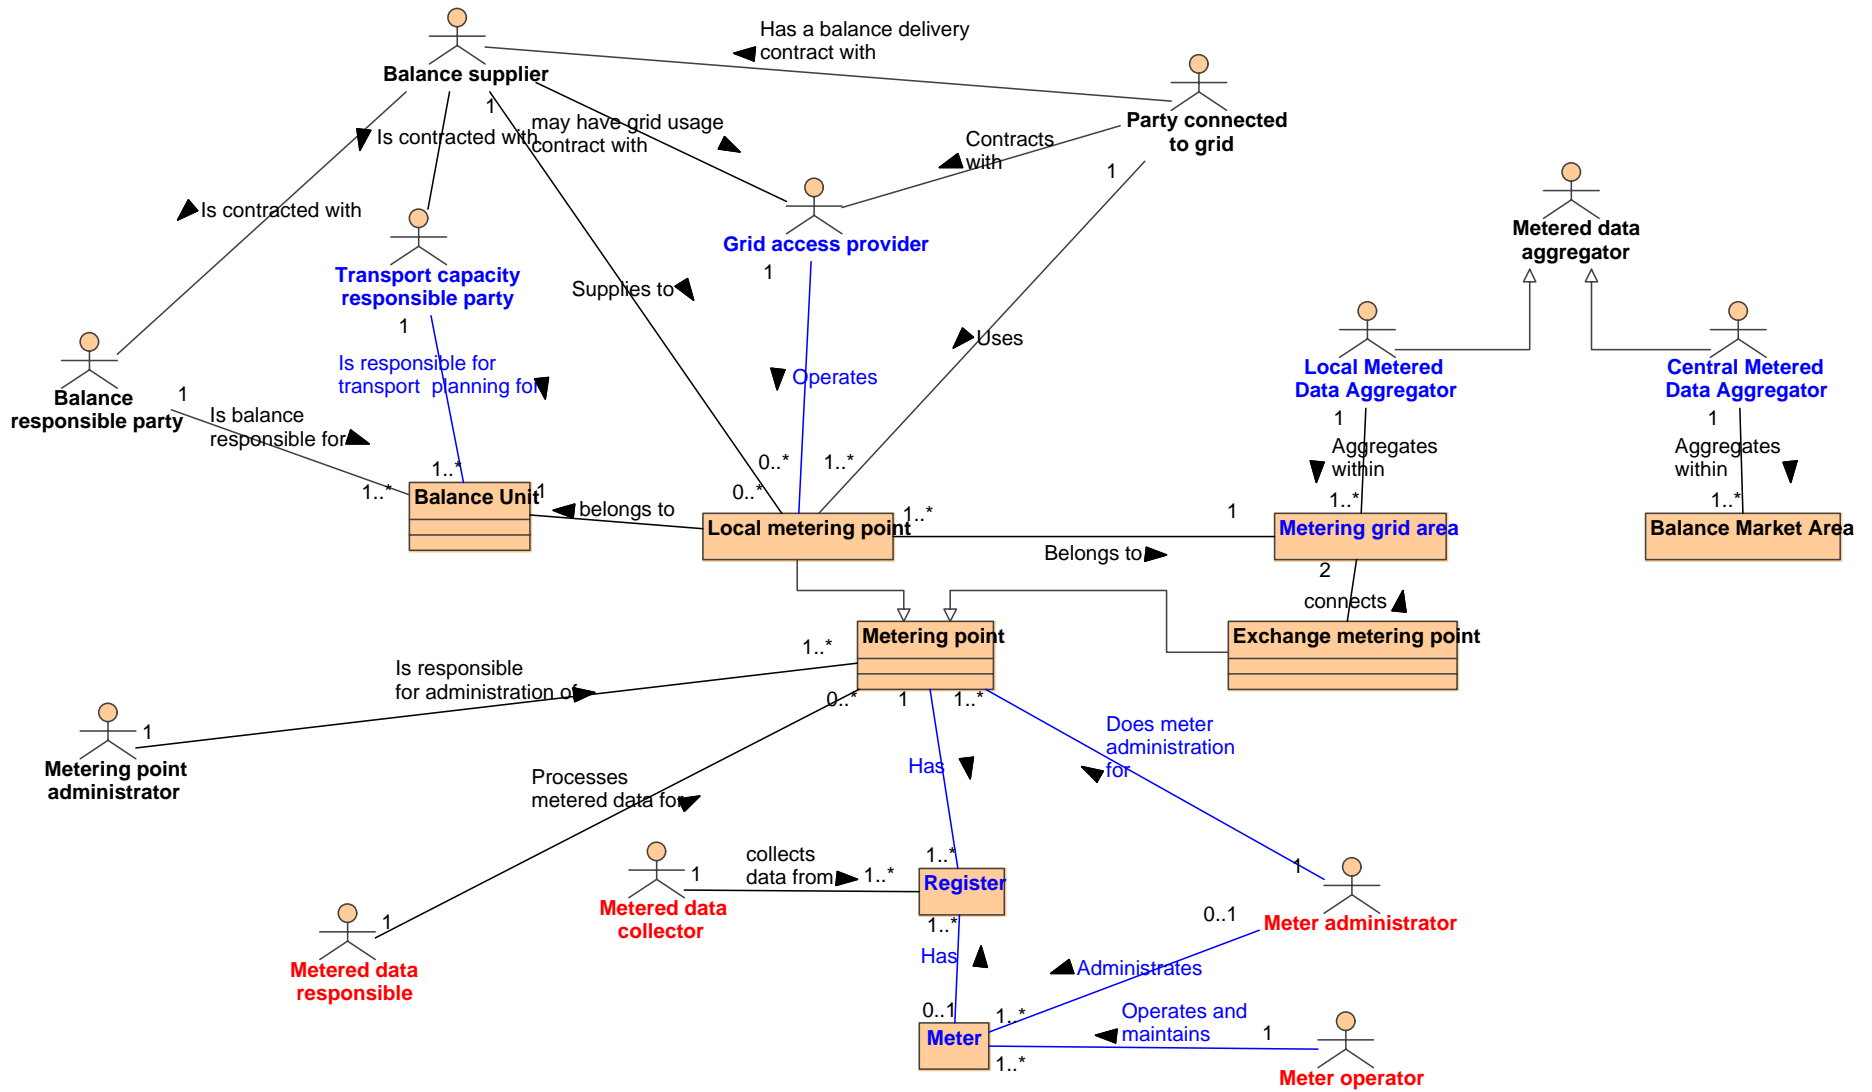 Has a balance delivery
contract with
Balance supplier
1
Party connected
to grid
Is contracted with
may have grid usage
contract with
Contracts
with
1
Is contracted with
Grid access provider
1
Metered data
aggregator
Transport capacity
responsible party
1
Supplies to
Uses
Is responsible for
transport  planning for
Operates
Local Metered
Data Aggregator
1
Central Metered
Data Aggregator
1
Balance
responsible party
1
Is balance
responsible for
Aggregates
within
Aggregates
within
1..*
1..*
0..*
1..*
0..*
1..*
1..*
Balance Unit
1
belongs to
Local metering point
1..*
1
Belongs to
Metering grid area
Balance Market Area
2
connects
Metering point
Exchange metering point
1..*
Is responsible
for administration of
0..*
1
1..*
1
Metering point
administrator
Does meter
administration
for
Has
Processes
metered data for
1..*
collects
data from
1
1..*
Register
1..*
Metered data
collector
1
Metered data
responsible
1
0..1
Meter administrator
Has
Administrates
0..1
1..*
Operates and
maintains
1
Meter
1..*
Meter operator